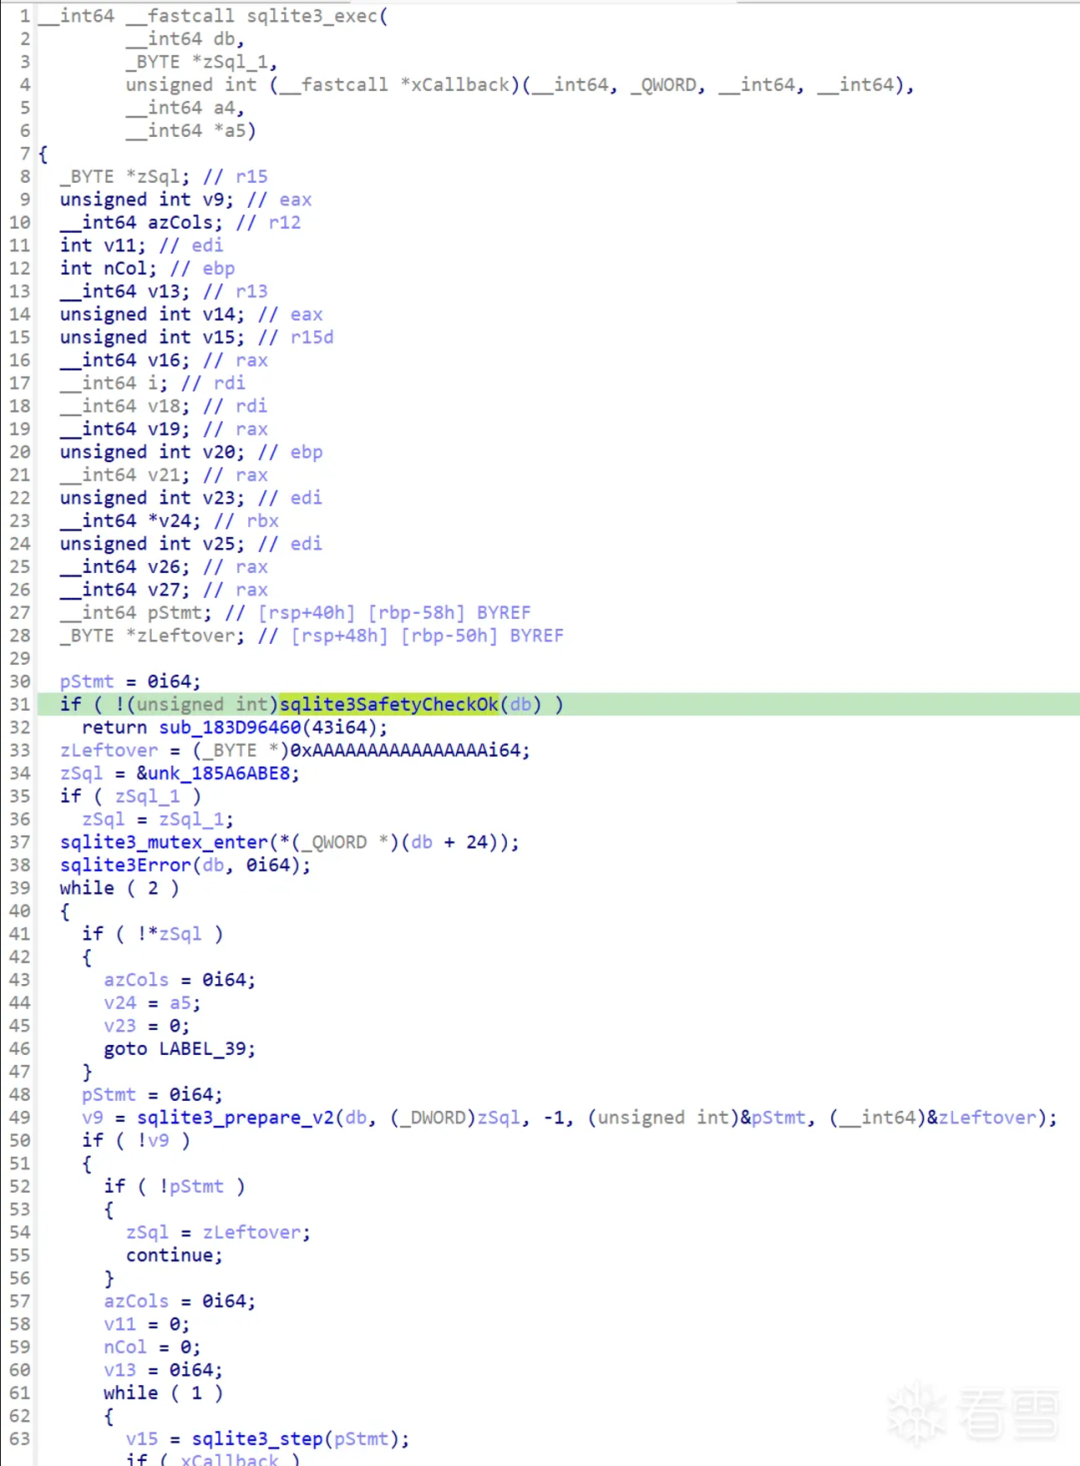 1 __int64 __fastcall sqlite3_exec(
2 __int64 db,
3 _BYTE *zSql_1,
4 unsigned int (__fastcall *xCallback)(__int64, _QWORD, __int64, __int64),
5 __int64 a4,
6 __int64 *a5)
7 {
8 _BYTE *zSql; // r15
9 unsigned int v9; // eax
10 __int64 azCols; // r12
11 int v11; // edi
12 int nCol; // ebp
13 __int64 v13; // r13
14 unsigned int v14; // eax
15 unsigned int v15; // r15d
16 __int64 v16; // rax
17 __int64 i; // rdi
18 __int64 v18; // rdi
19 __int64 v19; // rax
20 unsigned int v20; // ebp
21 __int64 v21; // rax
22 unsigned int v23; // edi
23 __int64 *v24; // rbx
24 unsigned int v25; // edi
25 __int64 v26; // rax
26 __int64 v27; // rax
27 __int64 pStmt; // [rsp+40h] [rbp-58h] BYREF
28 _BYTE *zLeftover; // [rsp+48h] [rbp-50h] BYREF
29
30 pStmt = 0i64;
31 if ( !(unsigned int)sqlite3SafetyCheckOk(db) )
32 return sub_183D96460(43i64);
33 zLeftover = (_BYTE *)0xAAAAAAAAAAAAAAAAi64;
34 zSql = &unk_185A6ABE8;
35 if ( zSql_1 )
36 zSql = zSql_1;
37 sqlite3_mutex_enter(*(_QWORD *)(db + 24));
38 sqlite3Error(db, 0i64);
39 while ( 2 )
40 {
41 if ( !*zSql )
42 {
43 azCols = 0i64;
44 v24 = a5;
45 v23 = 0;
46 goto LABEL_39;
47 }
48 pStmt = 0i64;
49 v9 = sqlite3_prepare_v2(db, (_DWORD)zSql, -1, (unsigned int)&pStmt, (__int64)&zLeftover);
50 if ( !v9 )
51 {
52 if ( !pStmt )
53 {
54 zSql = zLeftover;
55 continue;
56 }
57 azCols = 0i64;
58 v11 = 0;
59 nCol = 0;
60 v13 = 0i64;
61 while ( 1 )
62 {
63 v15 = sqlite3_step(pStmt);
if ( xCallback )
看雪